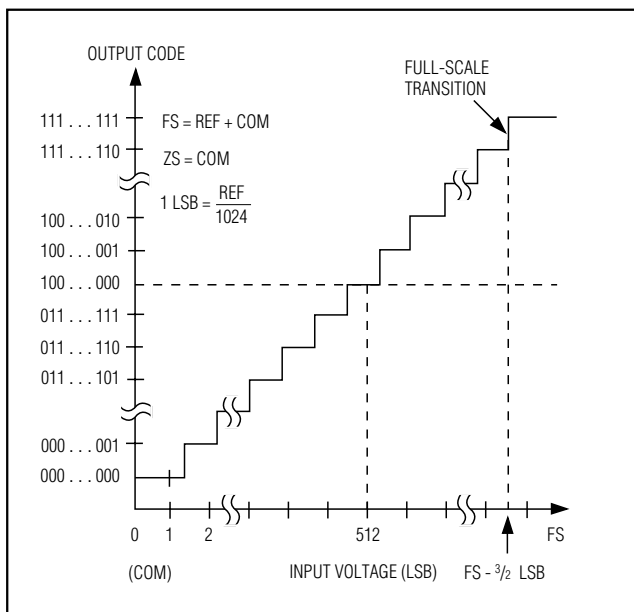 OUTPUT CODE
FULL-SCALE
TRANSITION
111 . . . 111
FS = REF + COM
111 . . . 110
ZS = COM
1 LSB = REF
1024
100 . . . 010
100 . . . 001
100 . . . 000
011 . . . 111
011 . . . 110
011 . . . 101
000 . . . 001
000 . . . 000
0 1 2 512 FS
(COM) INPUT VOLTAGE (LSB) FS - 3/2 LSB